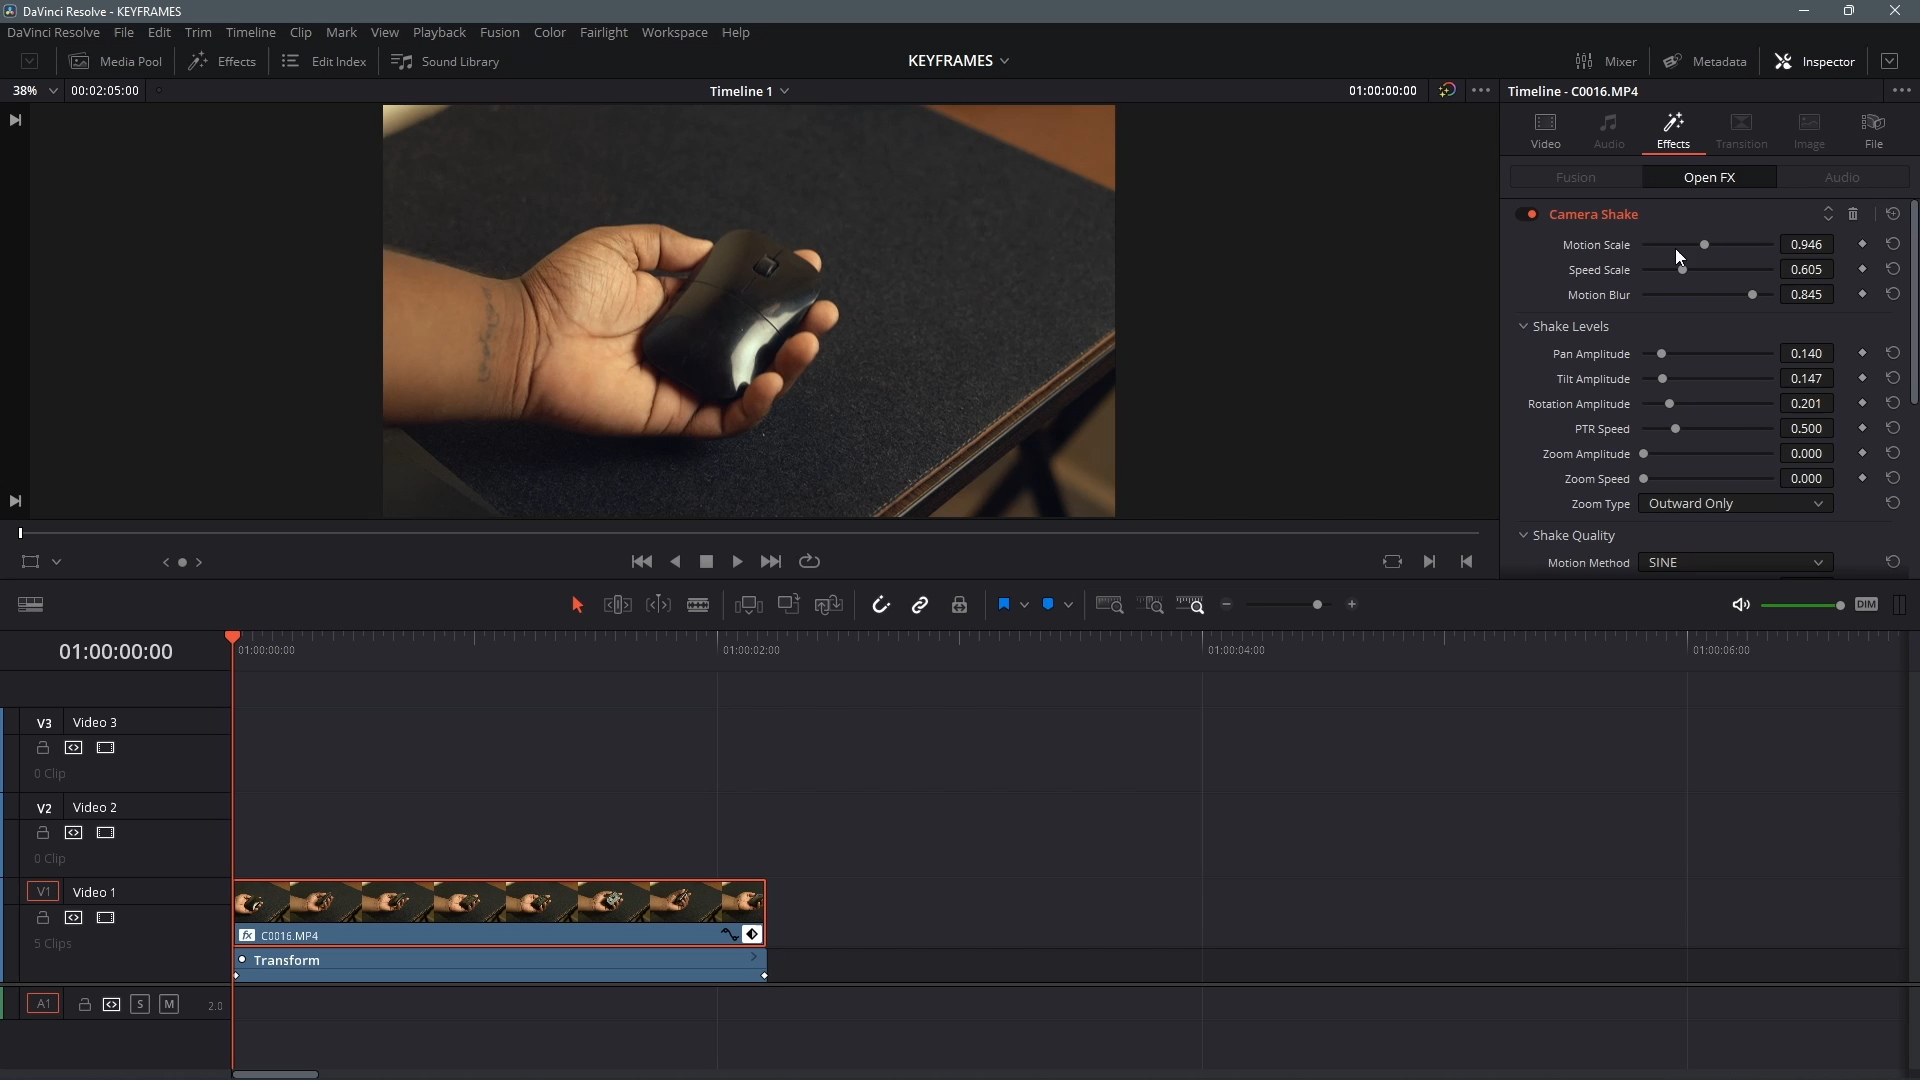 DaVinci Resolve - KEYFRAMES
DaVinci Resolve File Edit Trim Timeline Clip Mark View Playback Fusion Color Fairlight Workspace Help
Media Pool Effects Edit Index Sound Library KEYFRAMES Mixer Metadata Inspector
38% 00:02:05:00 Timeline 1 01:00:00:00 Timeline - C0016.MP4
Video Audio Effects Transition Image File
Fusion Open FX Audio
Camera Shake
Motion Scale 0.946
Speed Scale 0.605
Motion Blur 0.845
Shake Levels
Pan Amplitude 0.140
Tilt Amplitude 0.147
Rotation Amplitude 0.201
PTR Speed 0.500
Zoom Amplitude 0.000
Zoom Speed 0.000
Zoom Type Outward Only
Shake Quality
Motion Method SINE
DIM
01:00:00:00 01:00:00:00 01:00:02:00 01:00:04:00 01:00:06:00
V3 Video 3
0 Clip
V2 Video 2
0 Clip
V1 Video 1
5 Clips
fx C0016.MP4
Transform
A1 S M 2.0